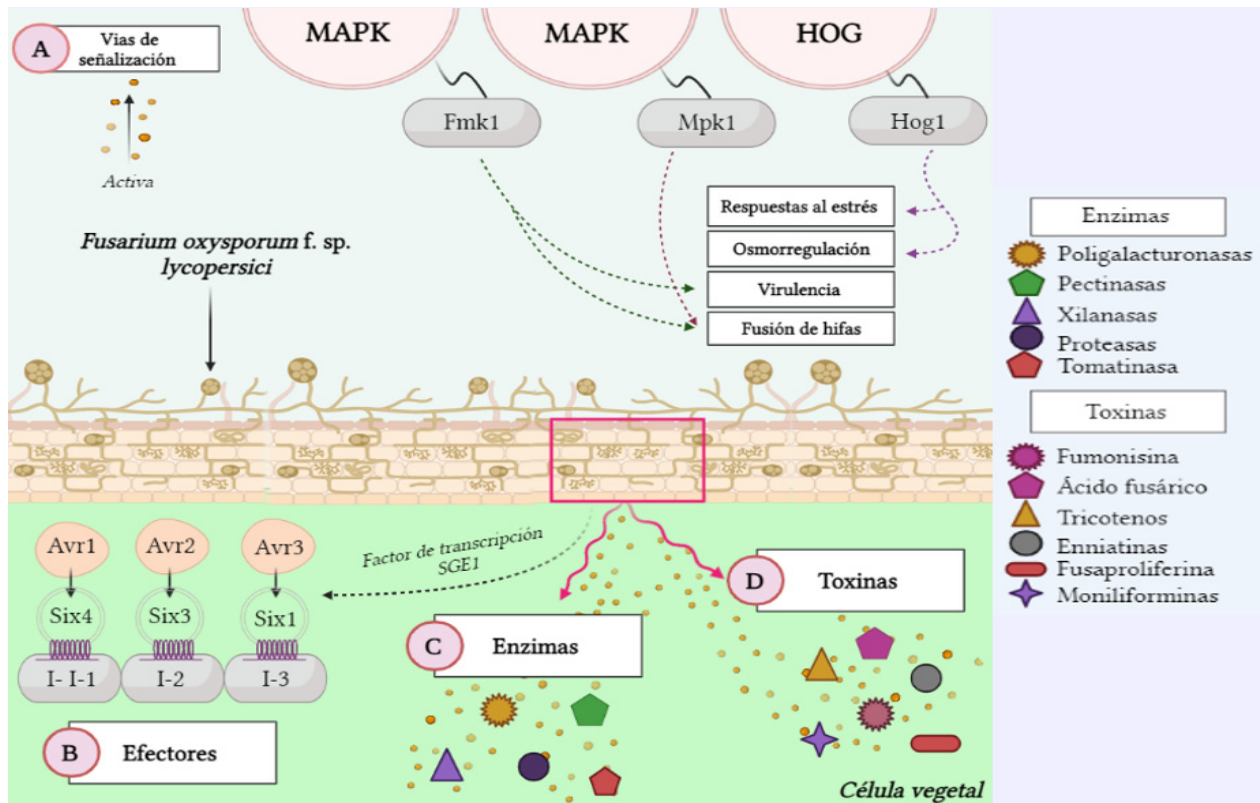 A
Vias de
señalización
Activa
MAPK
MAPK
HOG
Fmk1
Mpk1
Hog1
Respuestas al estrés
Osmorregulación
Virulencia
Fusión de hifas
Fusarium oxysporum f. sp.
lycopersici
Avr1
Avr2
Avr3
Six4
Six3
Six1
I- I-1
I-2
I-3
B
Efectores
Factor de transcripción
SGE1
C
Enzimas
D
Toxinas
Célula vegetal
Enzimas
Poligalacturonasas
Pectinasas
Xilanasas
Proteasas
Tomatinasa
Toxinas
Fumonisina
Ácido fusárico
Tricotenos
Enniatinas
Fusaproliferina
Moniliforminas